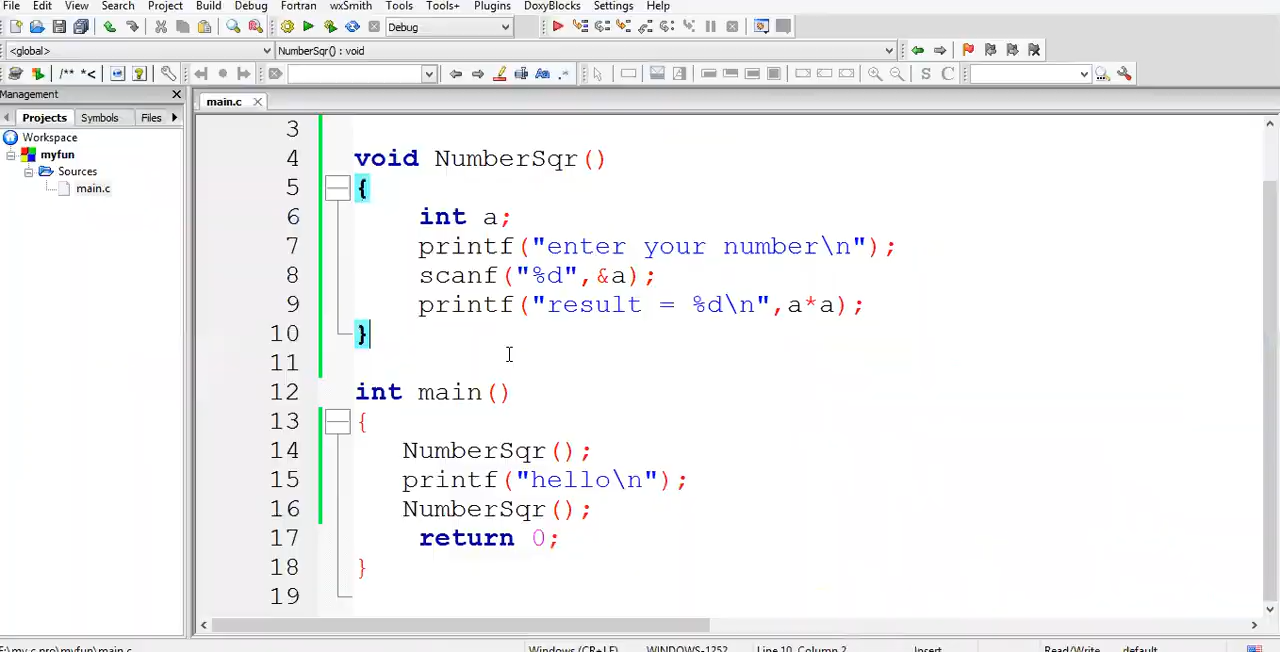 File Edit View Search Project Build Debug Fortran wxSmith Tools Tools+ Plugins DoxyBlocks Settings Help
Debug
<global> NumberSqr() : void
/** *<
S C
Management
main.c
Projects Symbols Files
Workspace
myfun
Sources
main.c
3
4 void NumberSqr()
5 {
6 int a;
7 printf("enter your number\n");
8 scanf("%d",&a);
9 printf("result = %d\n",a*a);
10 }
11
12 int main()
13 {
14 NumberSqr();
15 printf("hello\n");
16 NumberSqr();
17 return 0;
18 }
19
Windows (CR+LF) WINDOWS-1252 Line 10, Column 2 Insert Read/Write default